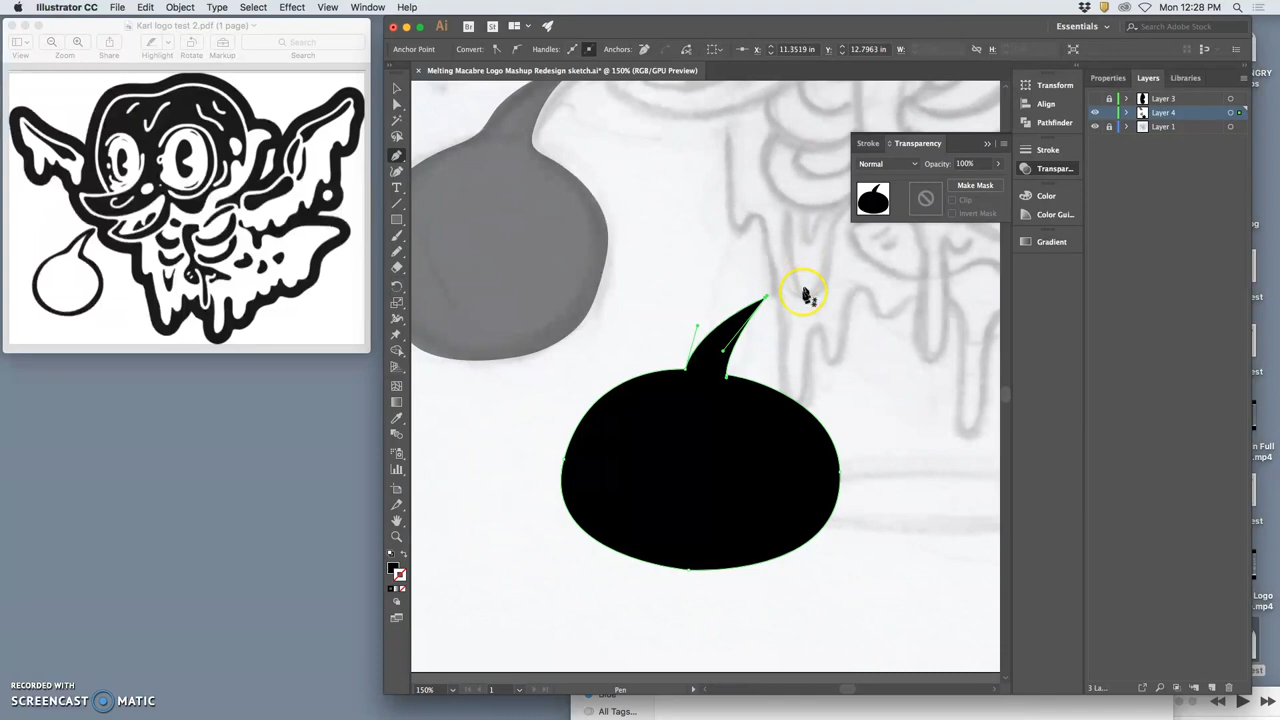 Illustrator CC File Edit Object Type Select Effect View Window Help
12:28 PM
Karl logo test 2.pdf (1 page)
View Zoom Share Highlight Rotate Markup Search
Search
Essentials
Search Adobe Stock
Anchor Point Convert: Handles: Anchors: X: 11.3519 in Y: 12.7963 in W: H:
Melting Macabre Logo Mashup Redesign sketch.ai* @ 150% (RGB/GPU Preview)
Stroke Transparency
Normal Opacity: 100%
Make Mask
Clip
Invert Mask
Transform
Align
Pathfinder
Stroke
Transpar...
Color
Color Gui...
Gradient
Properties Layers Libraries
Layer 3
Layer 4
Layer 1
3 La...
150% 1 Pen
All Tags...
RECORDED WITH
SCREENCAST MATIC